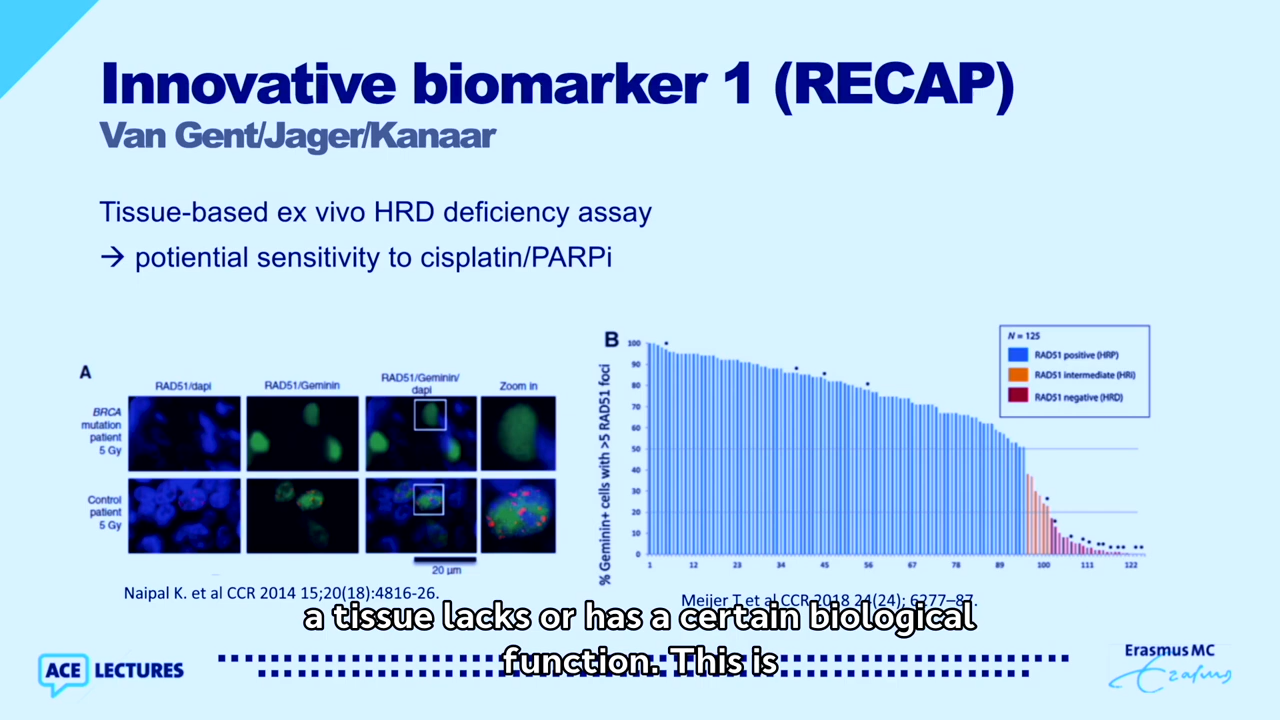 Innovative biomarker 1 (RECAP)
Van Gent/Jager/Kanaar
Tissue-based ex vivo HRD deficiency assay
→ potiential sensitivity to cisplatin/PARPi
A
RAD51/dapi
RAD51/Geminin
RAD51/Geminin/
dapi
Zoom in
BRCA
mutation
patient
5 Gy
Control
patient
5 Gy
20 µm
Naipal K. et al CCR 2014 15;20(18):4816-26.
B
% Geminin+ cells with >5 RAD51 foci
100
90
80
70
60
50
40
30
20
10
0
1 12 23 34 45 56 67 78 89 100 111 122
N = 125
RAD51 positive (HRP)
RAD51 intermediate (HRI)
RAD51 negative (HRD)
Meijer T et al CCR 2018 24(24); 6277–87.
a tissue lacks or has a certain biological
function. This is
ACE LECTURES
Erasmus MC
Erasmus